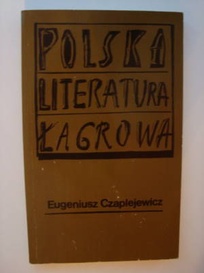 POLSKA
LITERATURA
ŁAGROWA
Eugeniusz Czaplejewicz